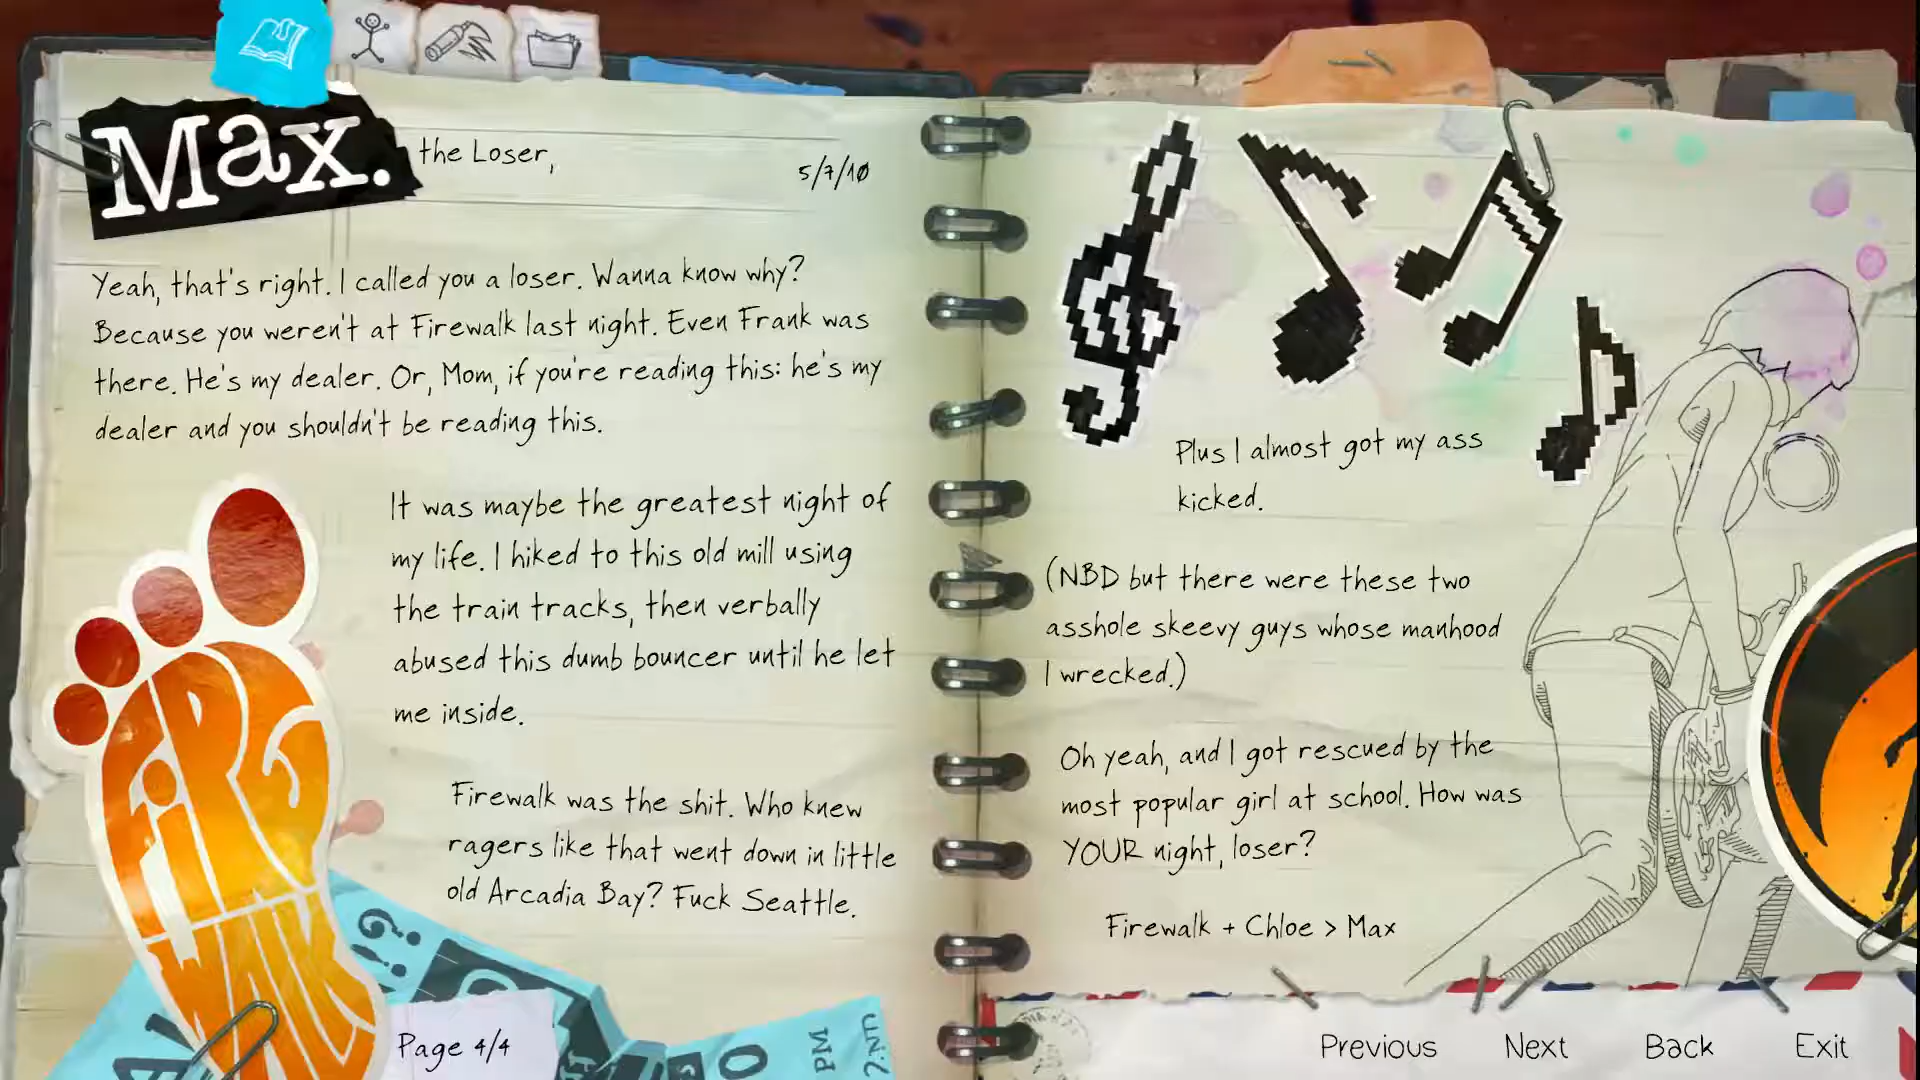 Max. the Loser,
5/7/10
Yeah, that's right. I called you a loser. Wanna know why?
Because you weren't at Firewalk last night. Even Frank was
there. He's my dealer. Or, Mom, if you're reading this: he's my
dealer and you shouldn't be reading this.
It was maybe the greatest night of
my life. I hiked to this old mill using
the train tracks, then verbally
abused this dumb bouncer until he let
me inside.
Firewalk was the shit. Who knew
ragers like that went down in little
old Arcadia Bay? Fuck Seattle.
FIRE
WALK
PM
Page 4/4
Plus I almost got my ass
kicked.
(NBD but there were these two
asshole skeevy guys whose manhood
I wrecked.)
Oh yeah, and I got rescued by the
most popular girl at school. How was
YOUR night, loser?
Firewalk + Chloe > Max
Previous Next Back Exit